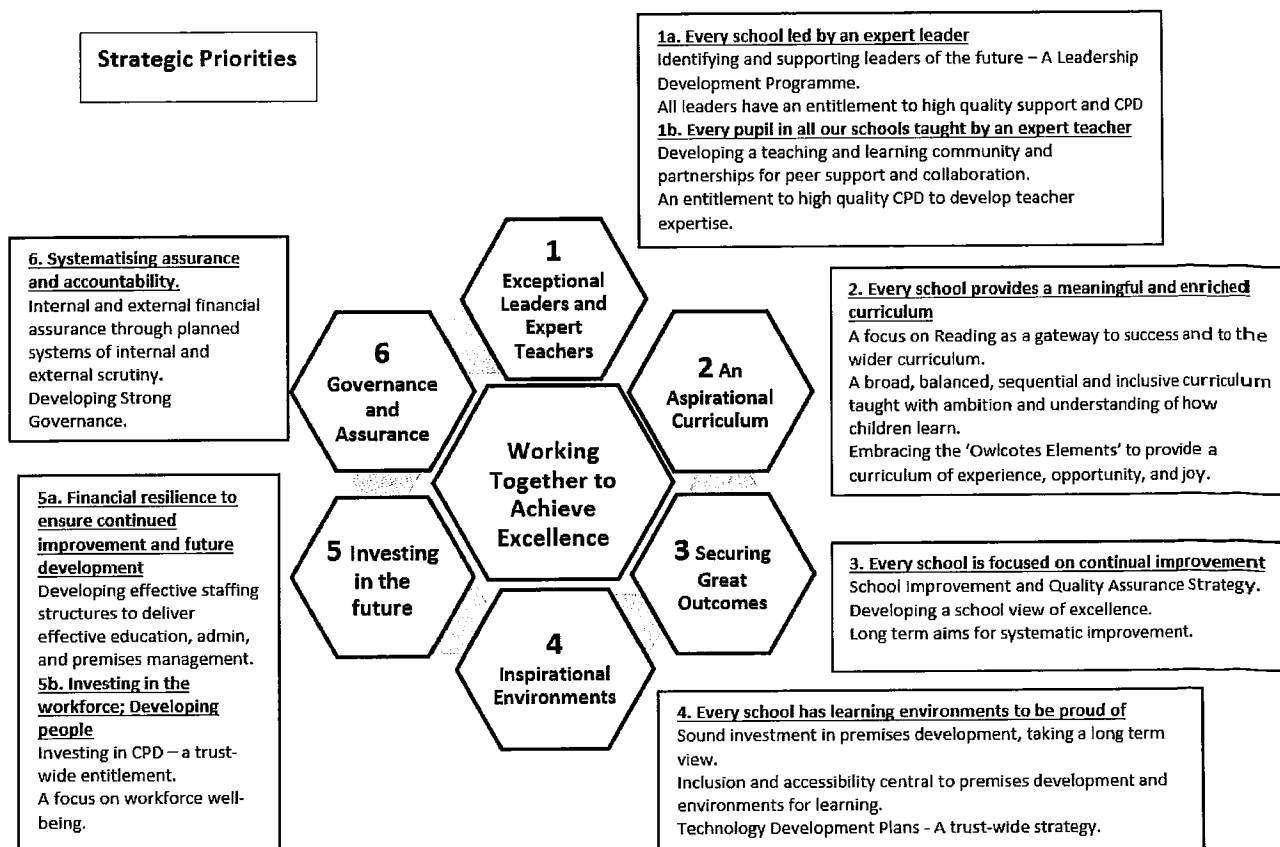 Strategic Priorities
1a. Every school led by an expert leader
Identifying and supporting leaders of the future – A Leadership
Development Programme.
All leaders have an entitlement to high quality support and CPD
1b. Every pupil in all our schools taught by an expert teacher
Developing a teaching and learning community and
partnerships for peer support and collaboration.
An entitlement to high quality CPD to develop teacher
expertise.
6. Systematising assurance
and accountability.
Internal and external financial
assurance through planned
systems of internal and
external scrutiny.
Developing Strong
Governance.
1
Exceptional
Leaders and
Expert
Teachers
2. Every school provides a meaningful and enriched
curriculum
A focus on Reading as a gateway to success and to the
wider curriculum.
A broad, balanced, sequential and inclusive curriculum
taught with ambition and understanding of how
children learn.
Embracing the 'Owlcotes Elements' to provide a
curriculum of experience, opportunity, and joy.
6
Governance
and
Assurance
2 An
Aspirational
Curriculum
Working
Together to
Achieve
Excellence
5a. Financial resilience to
ensure continued
improvement and future
development
Developing effective staffing
structures to deliver
effective education, admin,
and premises management.
5b. Investing in the
workforce; Developing
people
Investing in CPD – a trust-
wide entitlement.
A focus on workforce well-
being.
5 Investing
in the
future
3 Securing
Great
Outcomes
3. Every school is focused on continual improvement
School Improvement and Quality Assurance Strategy.
Developing a school view of excellence.
Long term aims for systematic improvement.
4
Inspirational
Environments
4. Every school has learning environments to be proud of
Sound investment in premises development, taking a long term
view.
Inclusion and accessibility central to premises development and
environments for learning.
Technology Development Plans - A trust-wide strategy.